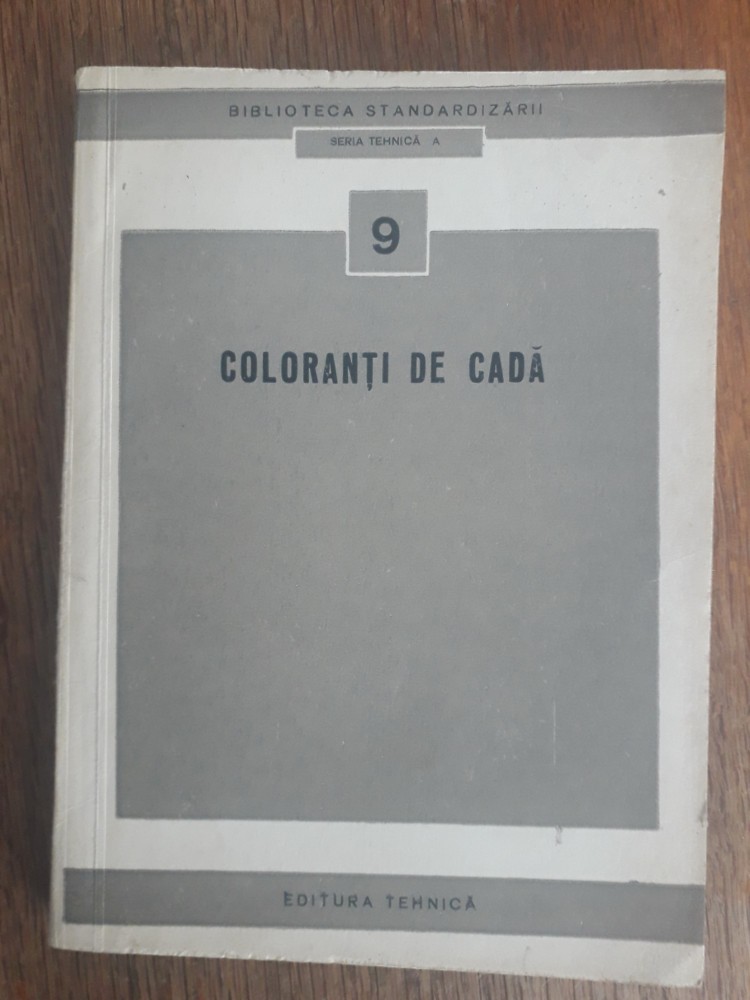 BIBLIOTECA STANDARDIZĂRII
SERIA TEHNICĂ A
9
COLORANȚI DE CADĂ
EDITURA TEHNICĂ